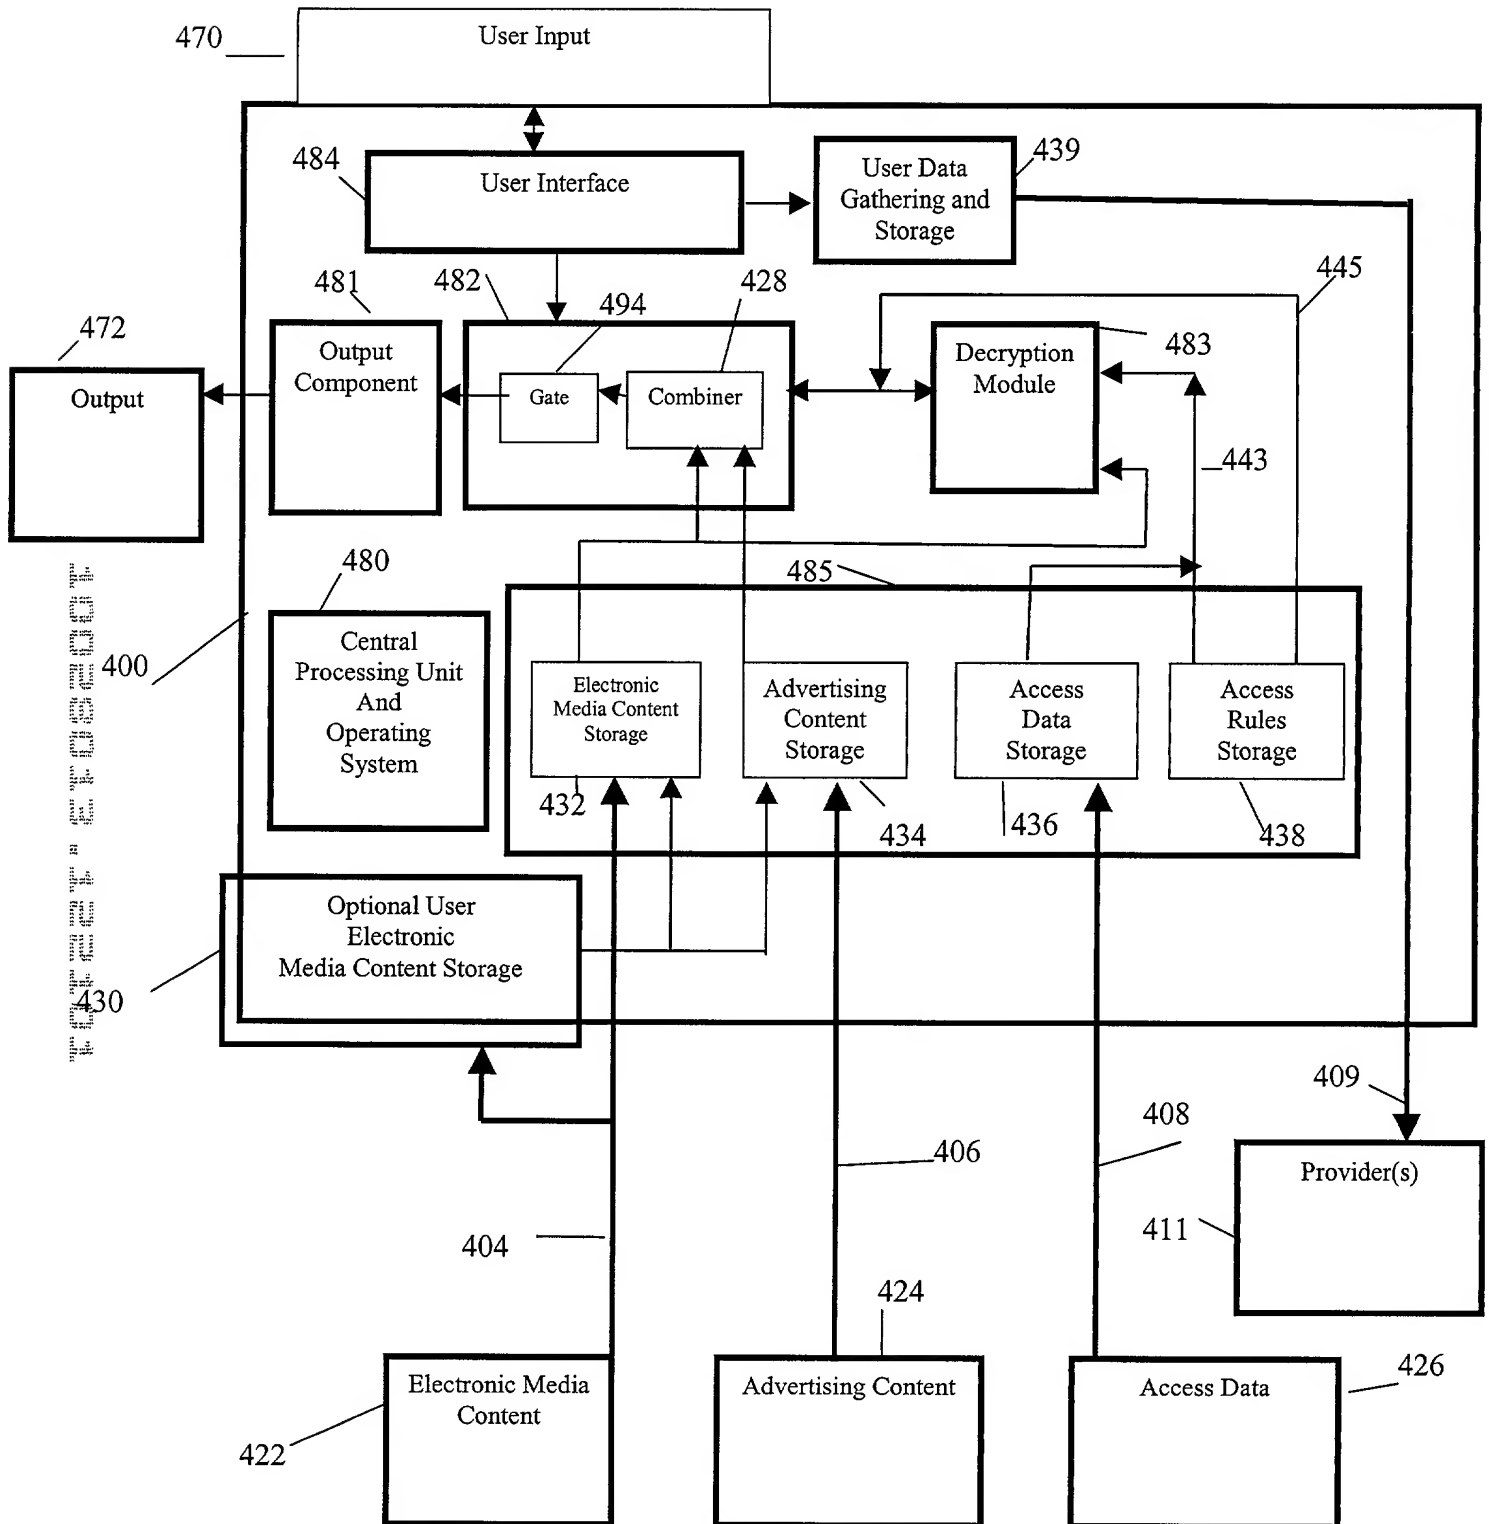 470
User Input
484
User Interface
User Data
Gathering and
Storage
439
445
481
482
494
428
472
Output
Output
Component
Gate
Combiner
Decryption
Module
483
443
480
485
400
Central
Processing Unit
And
Operating
System
Electronic
Media Content
Storage
Advertising
Content
Storage
Access
Data
Storage
Access
Rules
Storage
432
434
436
438
Optional User
Electronic
Media Content Storage
430
409
408
406
Provider(s)
411
404
424
426
Electronic Media
Content
Advertising Content
Access Data
422